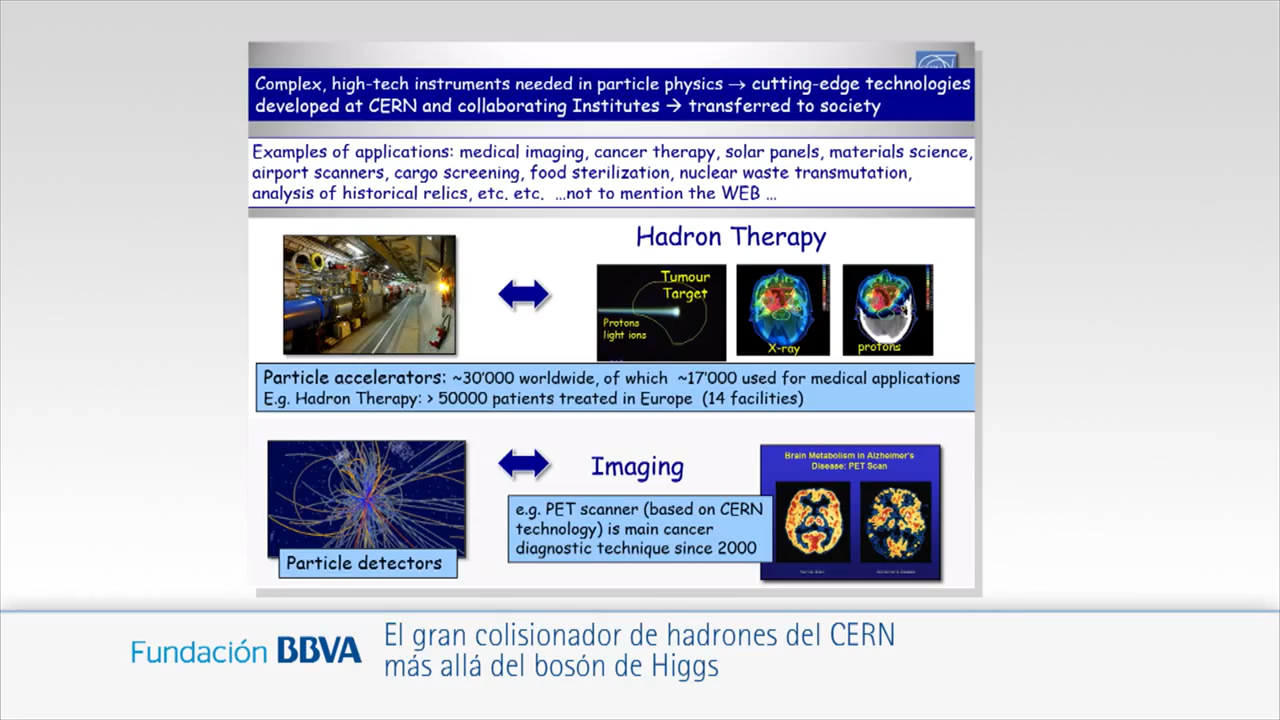 Complex, high-tech instruments needed in particle physics → cutting-edge technologies
developed at CERN and collaborating Institutes → transferred to society
Examples of applications: medical imaging, cancer therapy, solar panels, materials science,
airport scanners, cargo screening, food sterilization, nuclear waste transmutation,
analysis of historical relics, etc. etc. ...not to mention the WEB ...
Hadron Therapy
Tumour
Target
Protons
light ions
X-ray
protons
Particle accelerators: ~30'000 worldwide, of which ~17'000 used for medical applications
E.g. Hadron Therapy: > 50000 patients treated in Europe (14 facilities)
Imaging
Brain Metabolism in Alzheimer's
Disease: PET Scan
e.g. PET scanner (based on CERN
technology) is main cancer
diagnostic technique since 2000
Particle detectors
Normal Brain
Alzheimer's Disease
Fundación BBVA
El gran colisionador de hadrones del CERN
más allá del bosón de Higgs